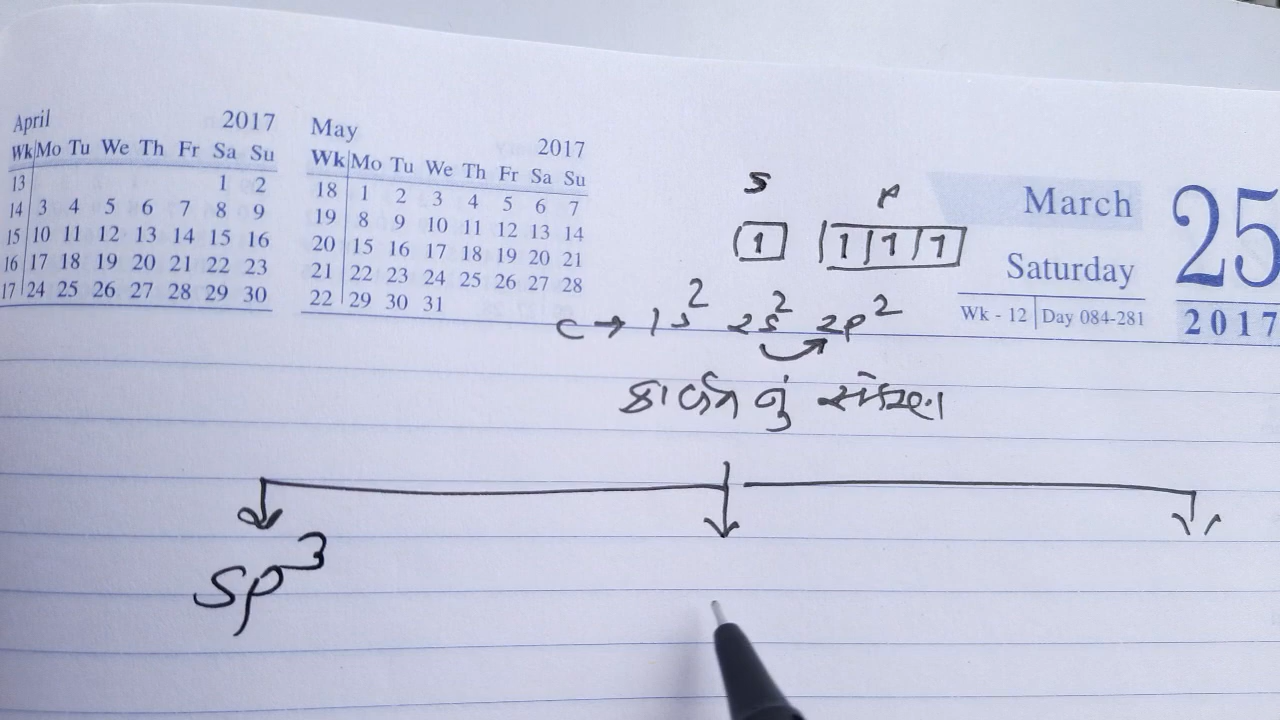 April 2017
Wk Mo Tu We Th Fr Sa Su
13 1 2
14 3 4 5 6 7 8 9
15 10 11 12 13 14 15 16
16 17 18 19 20 21 22 23
17 24 25 26 27 28 29 30
May 2017
Wk Mo Tu We Th Fr Sa Su
18 1 2 3 4 5 6 7
19 8 9 10 11 12 13 14
20 15 16 17 18 19 20 21
21 22 23 24 25 26 27 28
22 29 30 31
March 25
Saturday
Wk - 12 Day 084-281
2017
S P
1 1 1 1
C → 1s² 2s² 2p²
કાર્બન નું સંકરણ
sp³